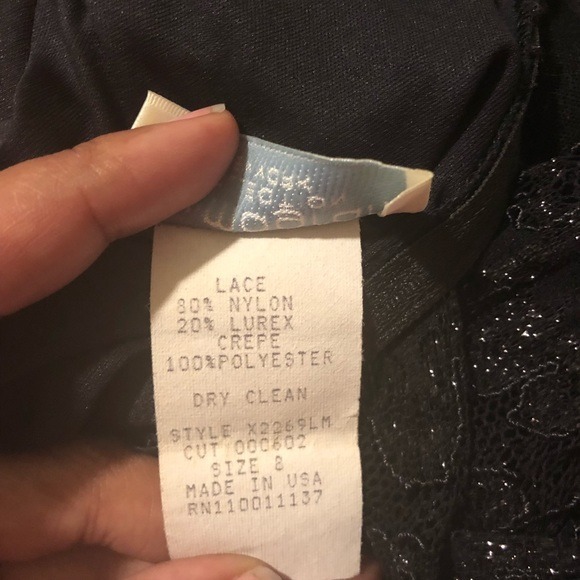 LACE
80% NYLON
20% LUREX
CREPE
100%POLYESTER
DRY CLEAN
STYLE X2269LM
CUT 000602
SIZE 8
MADE IN USA
RN110011137